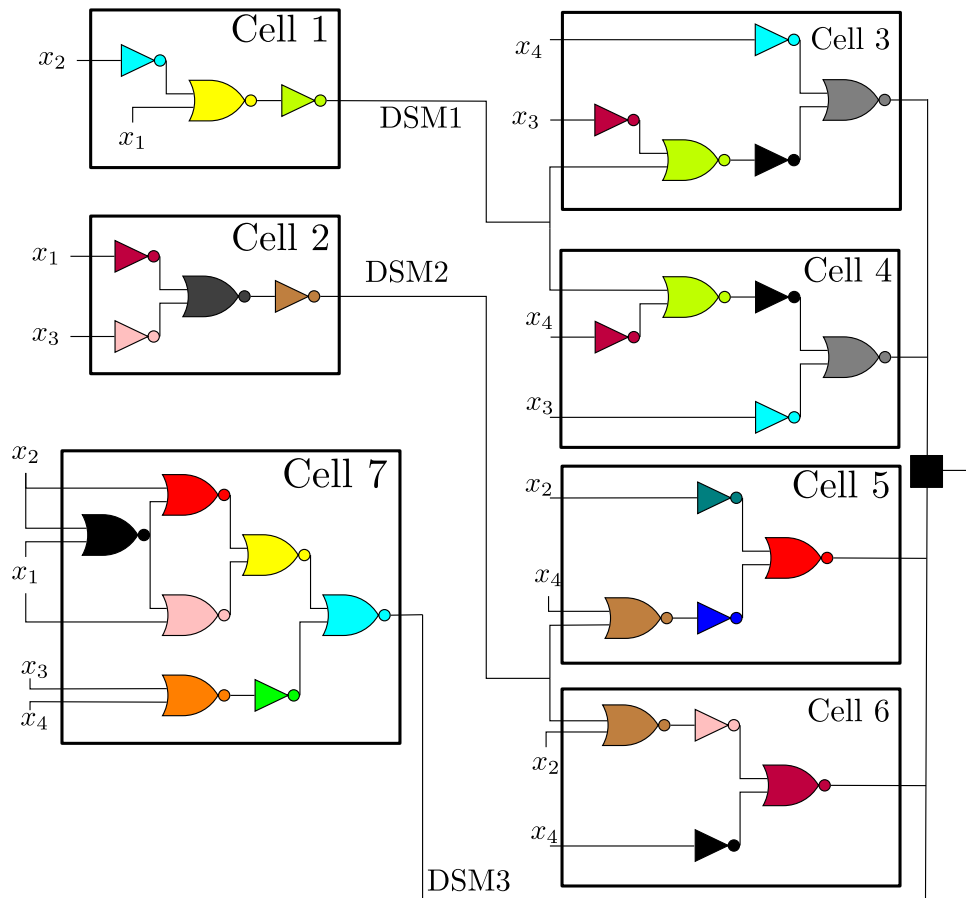 Cell 1
x2
x1
DSM1
Cell 2
x1
x3
DSM2
Cell 7
x2
x1
x3
x4
DSM3
Cell 3
x4
x3
Cell 4
x4
x3
Cell 5
x2
x4
Cell 6
x2
x4